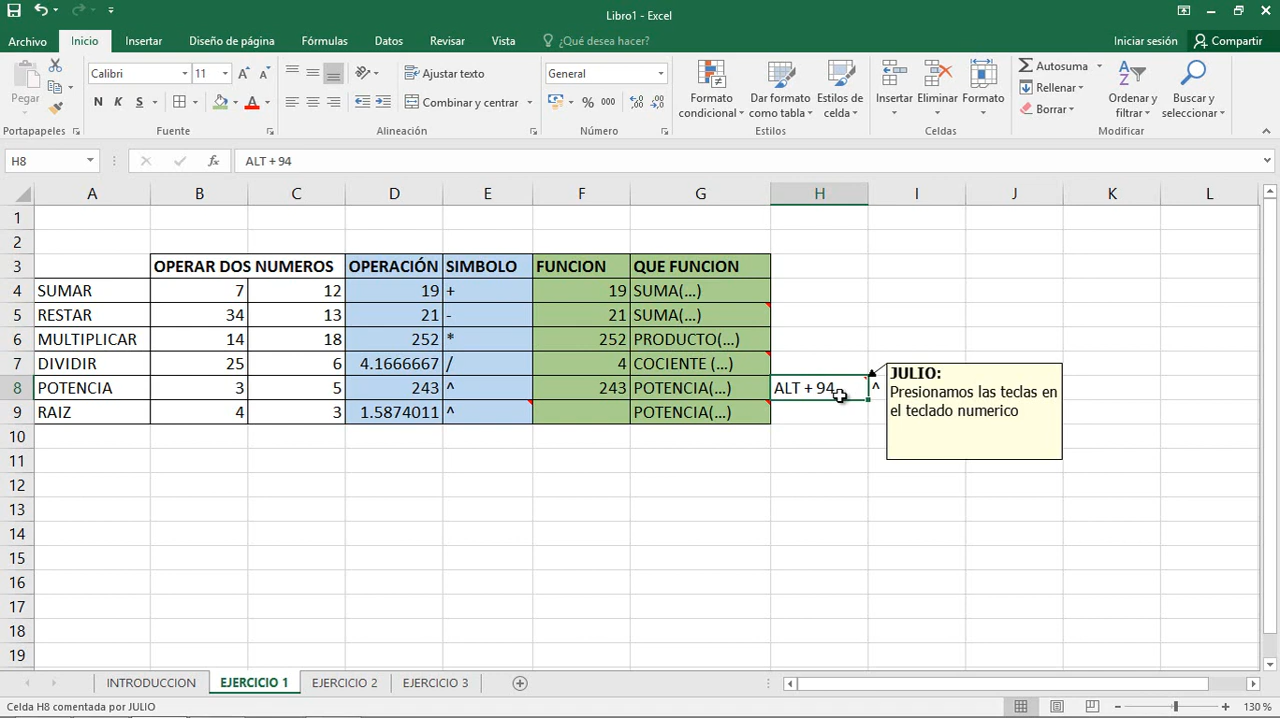 Libro1 - Excel
Archivo Inicio Insertar Diseño de página Fórmulas Datos Revisar Vista ¿Qué desea hacer? Iniciar sesión Compartir
Pegar
Calibri 11
N K S
Ajustar texto
Combinar y centrar
General
% 000
Formato condicional
Dar formato como tabla
Estilos de celda
Insertar Eliminar Formato
Autosuma
Rellenar
Borrar
Ordenar y filtrar
Buscar y seleccionar
Portapapeles Fuente Alineación Número Estilos Celdas Modificar
H8 fx ALT + 94
A B C D E F G H I J K L
1
2
3 OPERAR DOS NUMEROS OPERACIÓN SIMBOLO FUNCION QUE FUNCION
4 SUMAR 7 12 19 + 19 SUMA(...)
5 RESTAR 34 13 21 - 21 SUMA(...)
6 MULTIPLICAR 14 18 252 * 252 PRODUCTO(...)
7 DIVIDIR 25 6 4.1666667 / 4 COCIENTE (...)
8 POTENCIA 3 5 243 ^ 243 POTENCIA(...) ALT + 94 ^
9 RAIZ 4 3 1.5874011 ^ POTENCIA(...)
JULIO:
Presionamos las teclas en
el teclado numerico
10
11
12
13
14
15
16
17
18
19
INTRODUCCION EJERCICIO 1 EJERCICIO 2 EJERCICIO 3
Celda H8 comentada por JULIO 130 %